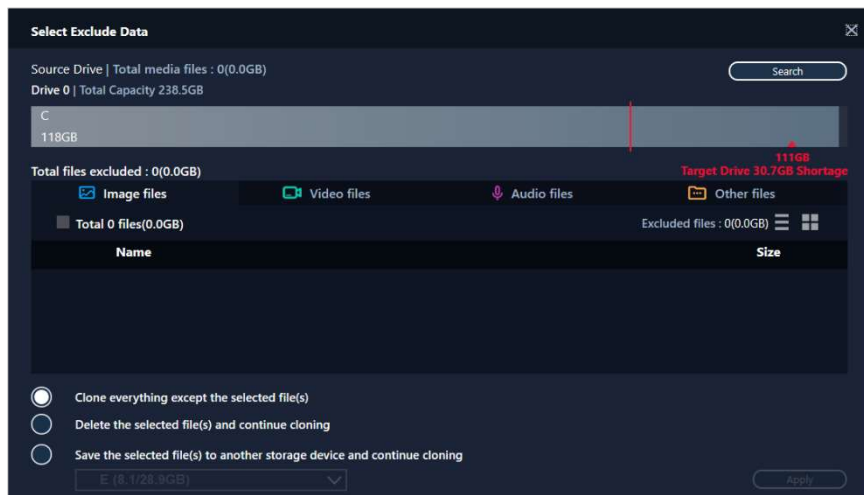 Select Exclude Data
Source Drive | Total media files : 0(0.0GB)
Search
Drive 0 | Total Capacity 238.5GB
C
118GB
111GB
Total files excluded : 0(0.0GB)
Target Drive 30.7GB Shortage
Image files
Video files
Audio files
Other files
Total 0 files(0.0GB)
Excluded files : 0(0.0GB)
Name
Size
Clone everything except the selected file(s)
Delete the selected file(s) and continue cloning
Save the selected file(s) to another storage device and continue cloning
E (8.1/28.9GB)
Apply